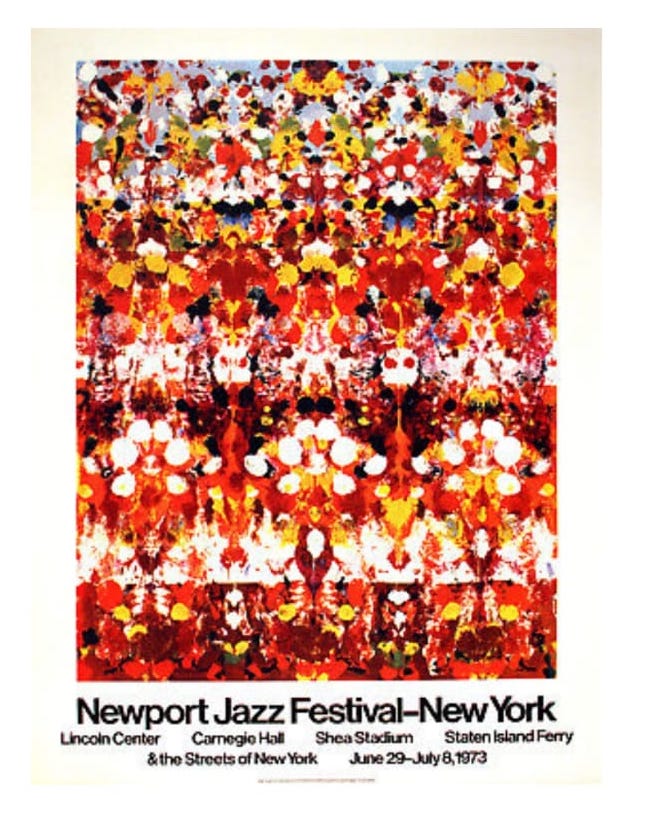 Newport Jazz Festival–New York
Lincoln Center Carnegie Hall Shea Stadium Staten Island Ferry
& the Streets of New York June 29–July 8, 1973